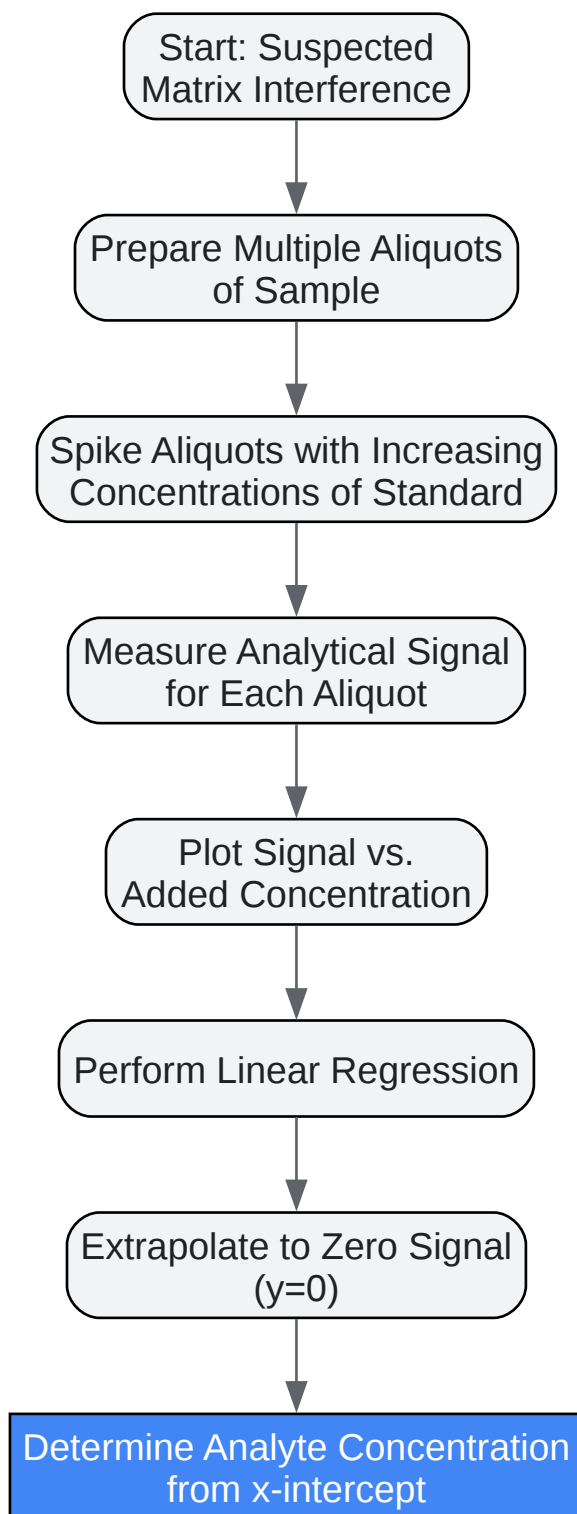 Start: Suspected
Matrix Interference
Prepare Multiple Aliquots
of Sample
Spike Aliquots with Increasing
Concentrations of Standard
Measure Analytical Signal
for Each Aliquot
Plot Signal vs.
Added Concentration
Perform Linear Regression
Extrapolate to Zero Signal
(y=0)
Determine Analyte Concentration
from x-intercept